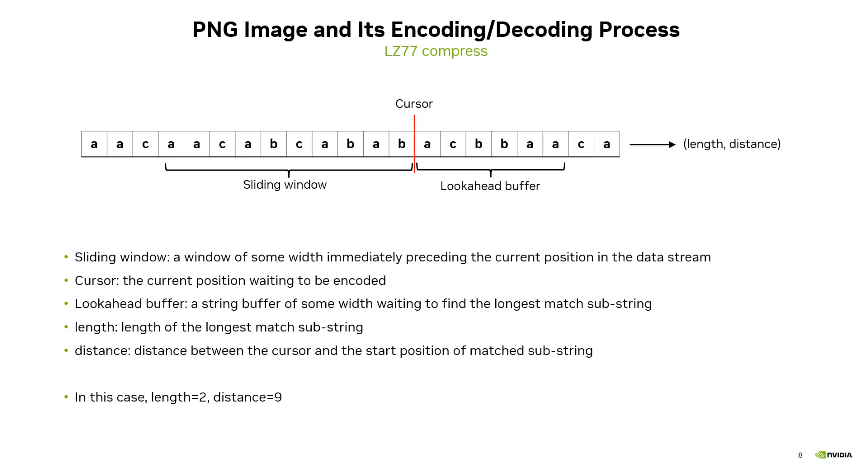 PNG Image and Its Encoding/Decoding Process
LZ77 compress
Cursor
a a c a a c a b c a b a b a c b b a a c a (length, distance)
Sliding window Lookahead buffer
• Sliding window: a window of some width immediately preceding the current position in the data stream
• Cursor: the current position waiting to be encoded
• Lookahead buffer: a string buffer of some width waiting to find the longest match sub-string
• length: length of the longest match sub-string
• distance: distance between the cursor and the start position of matched sub-string
• In this case, length=2, distance=9
8 NVIDIA